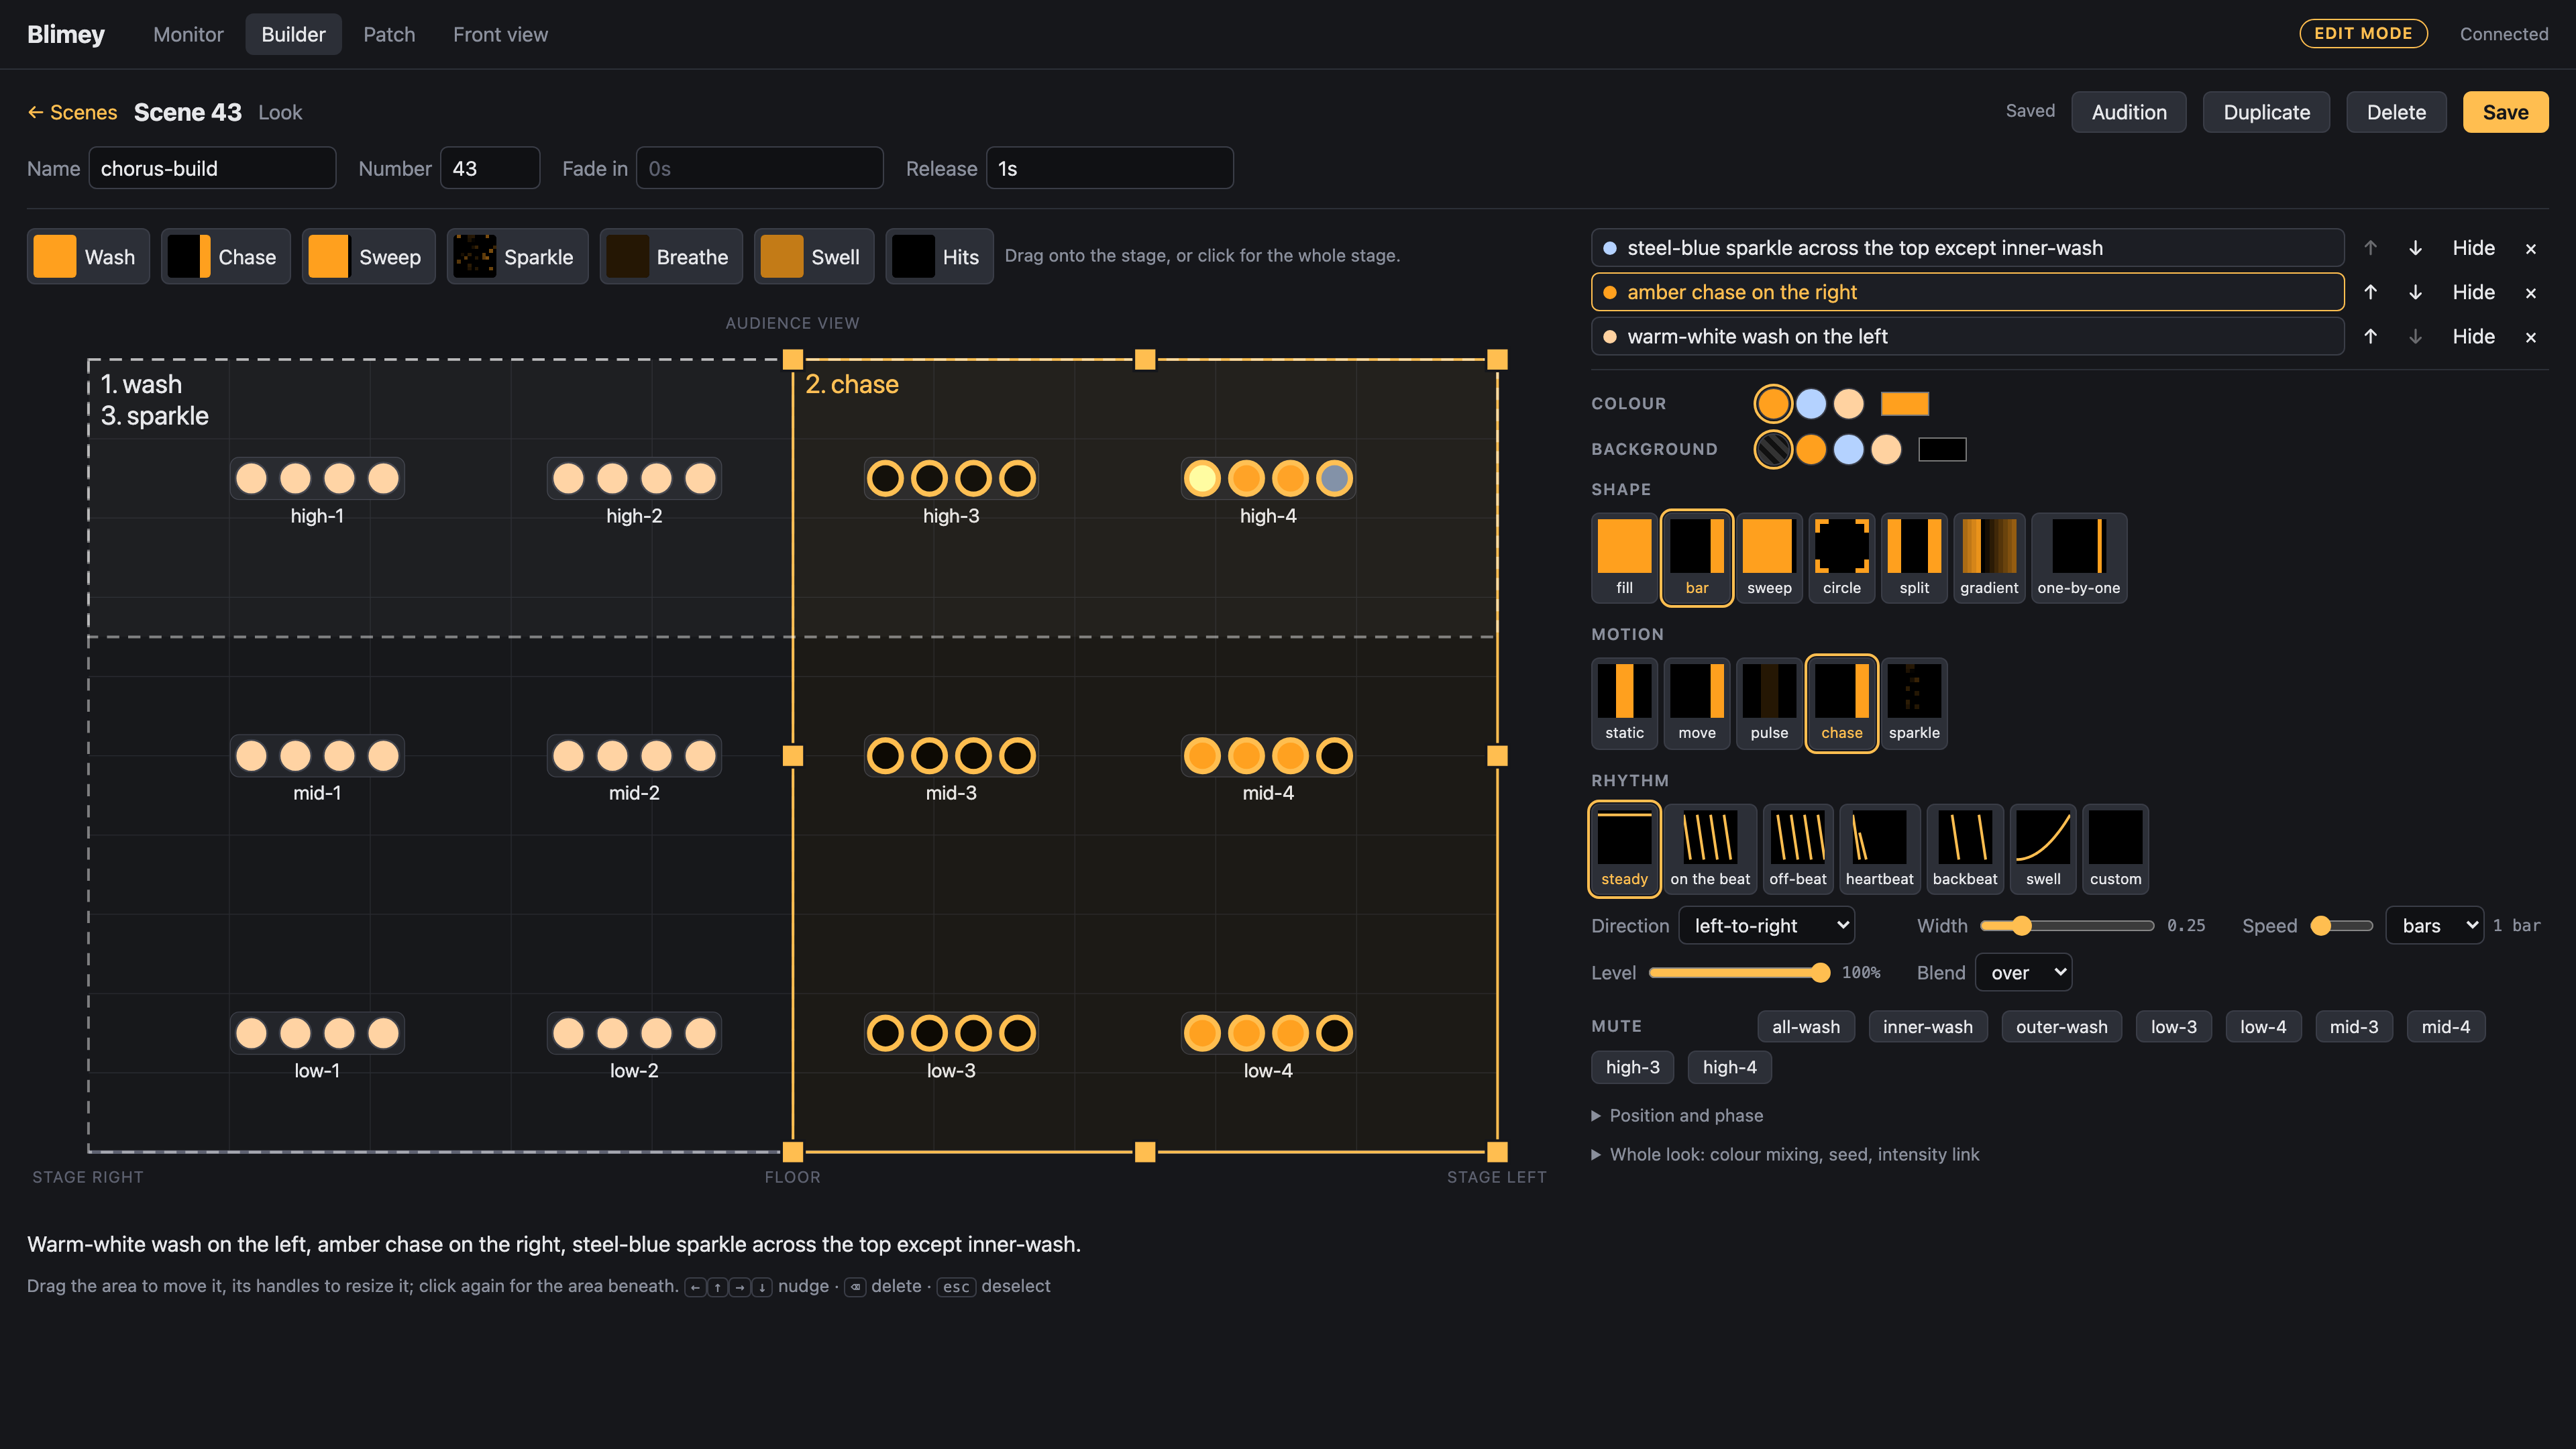 Blimey Monitor Builder Patch Front view EDIT MODE Connected
← Scenes Scene 43 Look Saved Audition Duplicate Delete Save
Name chorus-build Number 43 Fade in 0s Release 1s
Wash Chase Sweep Sparkle Breathe Swell Hits Drag onto the stage, or click for the whole stage.
AUDIENCE VIEW
1. wash
3. sparkle
2. chase
high-1 high-2 high-3 high-4
mid-1 mid-2 mid-3 mid-4
low-1 low-2 low-3 low-4
STAGE RIGHT FLOOR STAGE LEFT
Warm-white wash on the left, amber chase on the right, steel-blue sparkle across the top except inner-wash.
Drag the area to move it, its handles to resize it; click again for the area beneath. ← ↑ → ↓ nudge · ⌫ delete · esc deselect
steel-blue sparkle across the top except inner-wash ↑ ↓ Hide ×
amber chase on the right ↑ ↓ Hide ×
warm-white wash on the left ↑ ↓ Hide ×
COLOUR
BACKGROUND
SHAPE
fill bar sweep circle split gradient one-by-one
MOTION
static move pulse chase sparkle
RHYTHM
steady on the beat off-beat heartbeat backbeat swell custom
Direction left-to-right Width 0.25 Speed bars 1 bar
Level 100% Blend over
MUTE all-wash inner-wash outer-wash low-3 low-4 mid-3 mid-4
high-3 high-4
▶ Position and phase
▶ Whole look: colour mixing, seed, intensity link